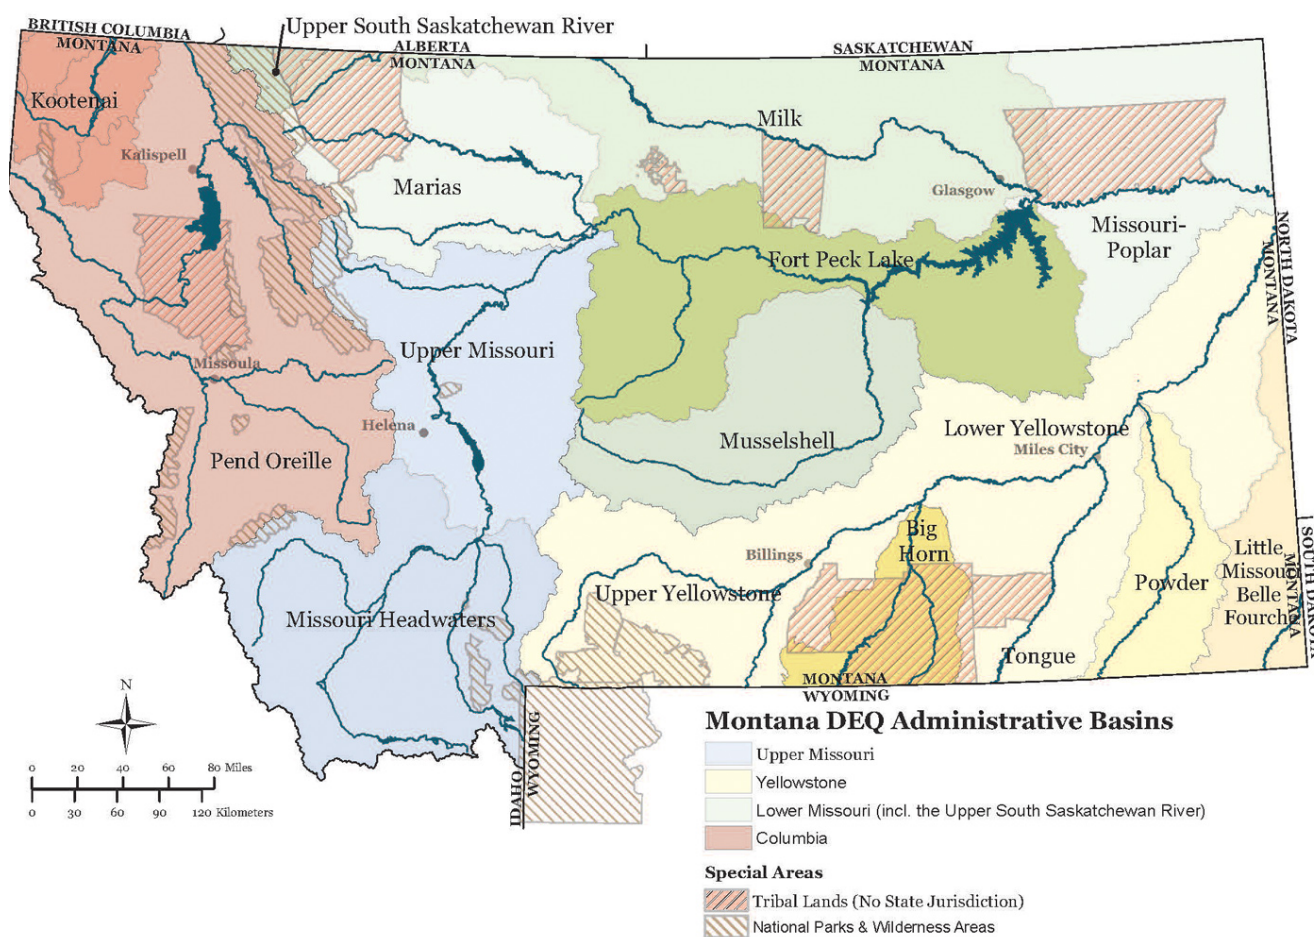 Upper South Saskatchewan River
BRITISH COLUMBIA
MONTANA
ALBERTA
MONTANA
SASKATCHEWAN
MONTANA
Kootenai
Kalispell
Milk
Marias
Glasgow
Missouri-
Poplar
NORTH DAKOTA
MONTANA
Fort Peck Lake
Upper Missouri
Missoula
Helena
Pend Oreille
Musselshell
Lower Yellowstone
Miles City
Billings
Big
Horn
Upper Yellowstone
Powder
Little
Missouri
Belle
Fourche
SOUTH DAKOTA
MONTANA
Missouri Headwaters
Tongue
MONTANA
WYOMING
IDAHO
WYOMING
N
0 20 40 60 80 Miles
0 30 60 90 120 Kilometers
Montana DEQ Administrative Basins
Upper Missouri
Yellowstone
Lower Missouri (incl. the Upper South Saskatchewan River)
Columbia
Special Areas
Tribal Lands (No State Jurisdiction)
National Parks & Wilderness Areas